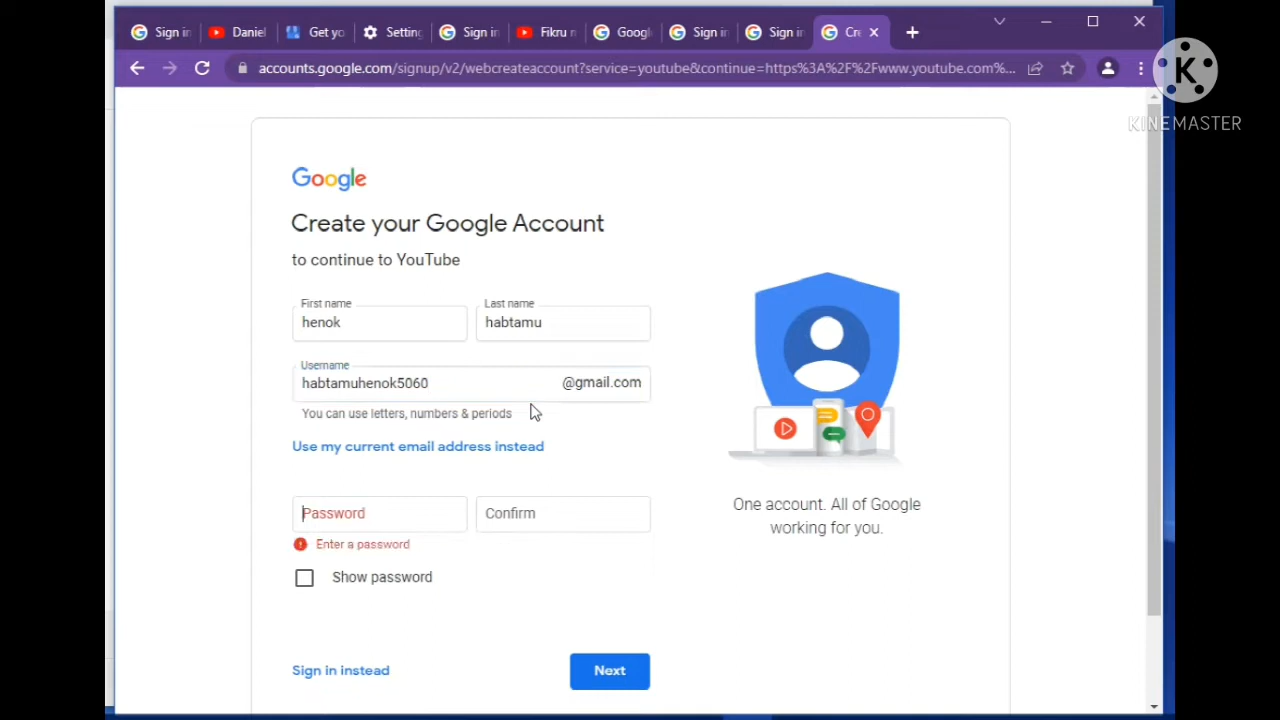 Sign in
Daniel
Get yo
Setting
Sign in
Fikru n
Googl
Sign in
Sign in
Cr
accounts.google.com/signup/v2/webcreateaccount?service=youtube&continue=https%3A%2F%2Fwww.youtube.com%...
K
KINEMASTER
Google
Create your Google Account
to continue to YouTube
First name
Last name
henok
habtamu
Username
habtamuhenok5060
@gmail.com
You can use letters, numbers & periods
Use my current email address instead
Password
Confirm
Enter a password
Show password
One account. All of Google
working for you.
Sign in instead
Next